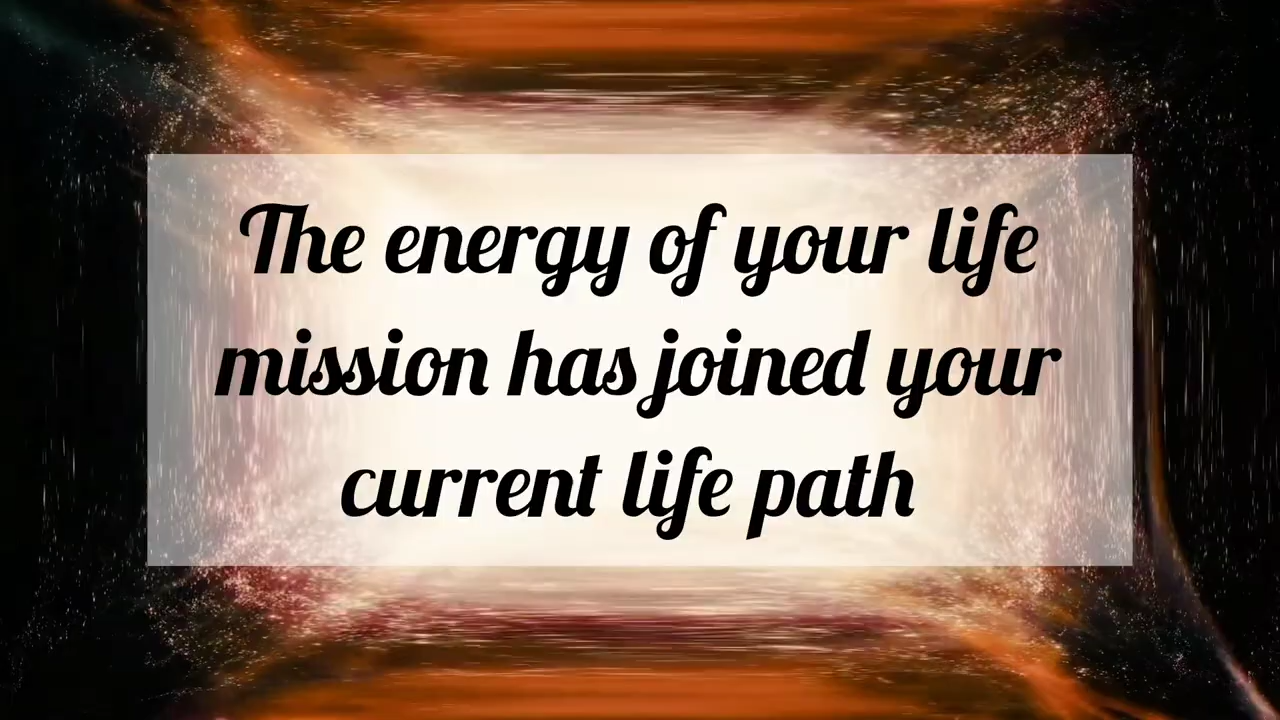 The energy of your life
mission has joined your
current life path